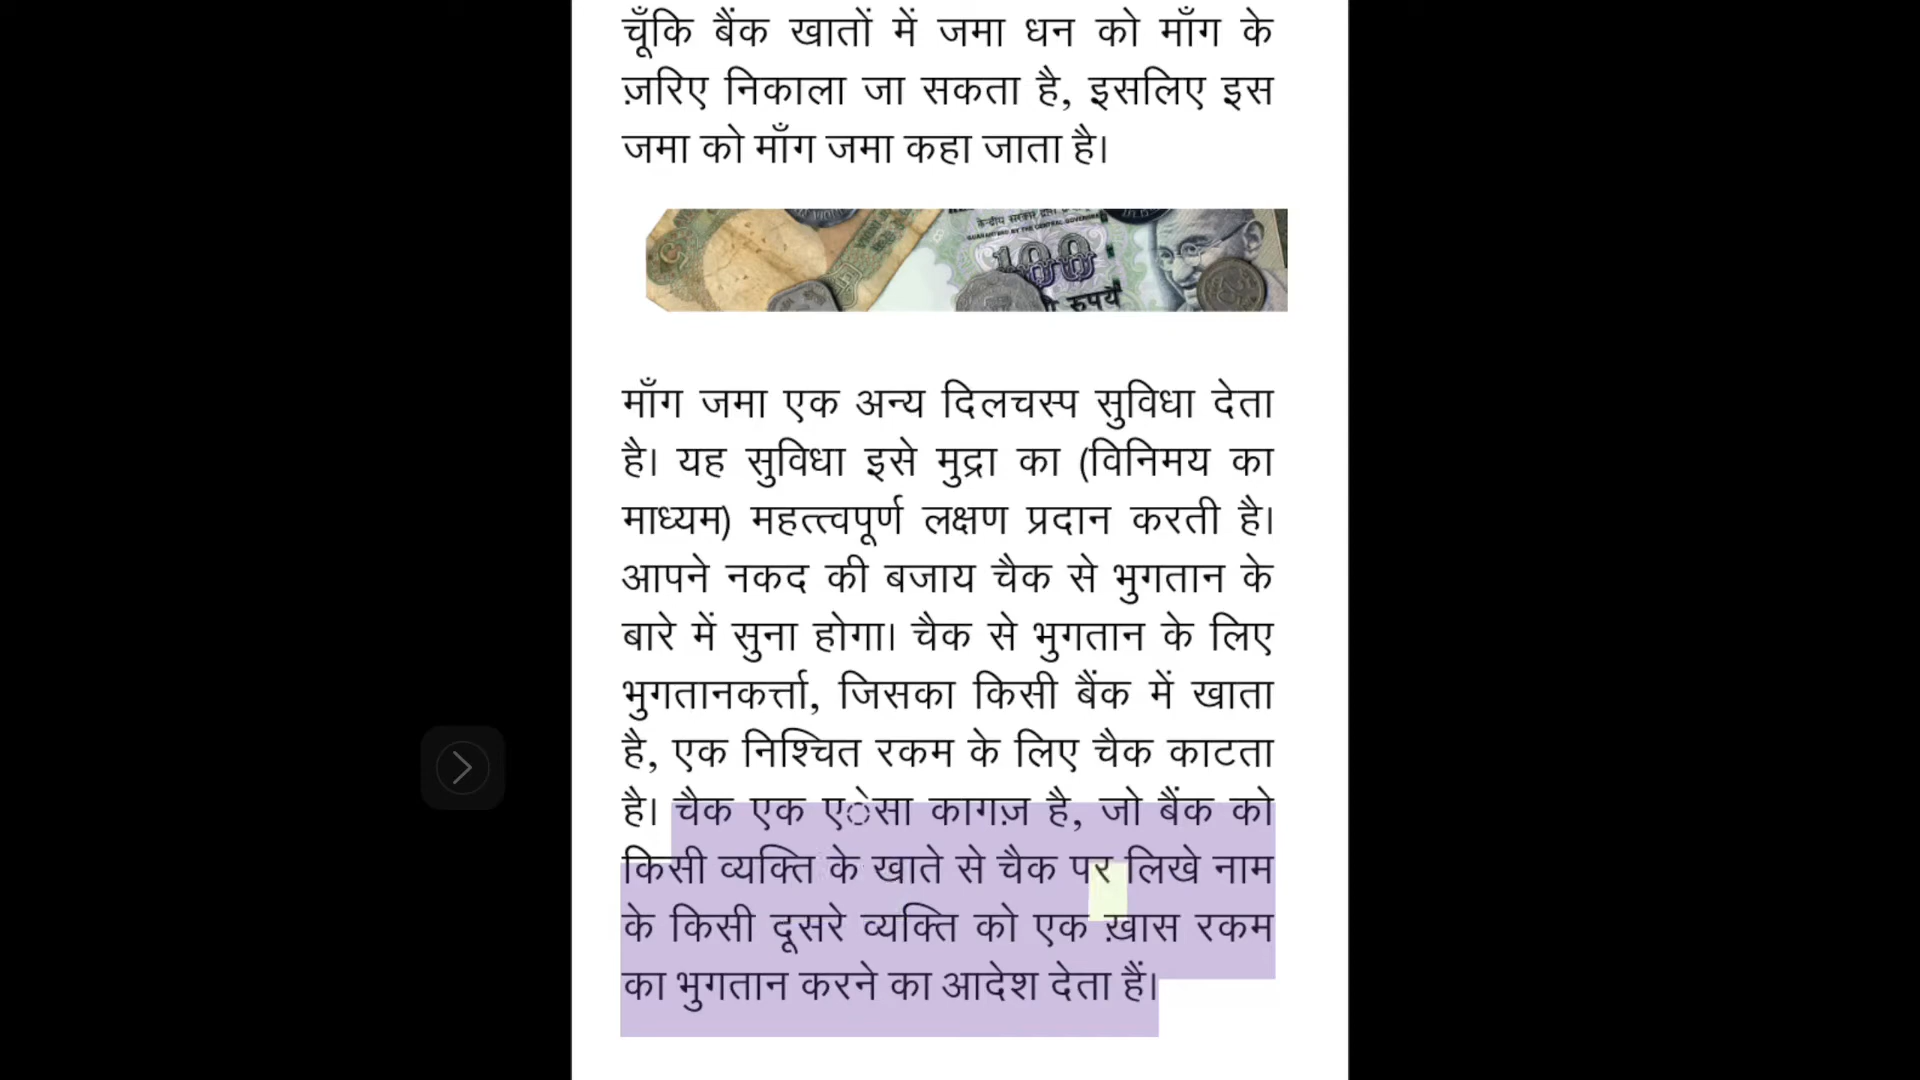 चूँकि बैंक खातों में जमा धन को माँग के
ज़रिए निकाला जा सकता है, इसलिए इस
जमा को माँग जमा कहा जाता है।
100
रुपये
माँग जमा एक अन्य दिलचस्प सुविधा देता
है। यह सुविधा इसे मुद्रा का (विनिमय का
माध्यम) महत्त्वपूर्ण लक्षण प्रदान करती है।
आपने नकद की बजाय चैक से भुगतान के
बारे में सुना होगा। चैक से भुगतान के लिए
भुगतानकर्त्ता, जिसका किसी बैंक में खाता
है, एक निश्चित रकम के लिए चैक काटता
है। चैक एक ए◌ेसा कागज़ है, जो बैंक को
किसी व्यक्ति के खाते से चैक पर लिखे नाम
के किसी दूसरे व्यक्ति को एक ख़ास रकम
का भुगतान करने का आदेश देता हैं।